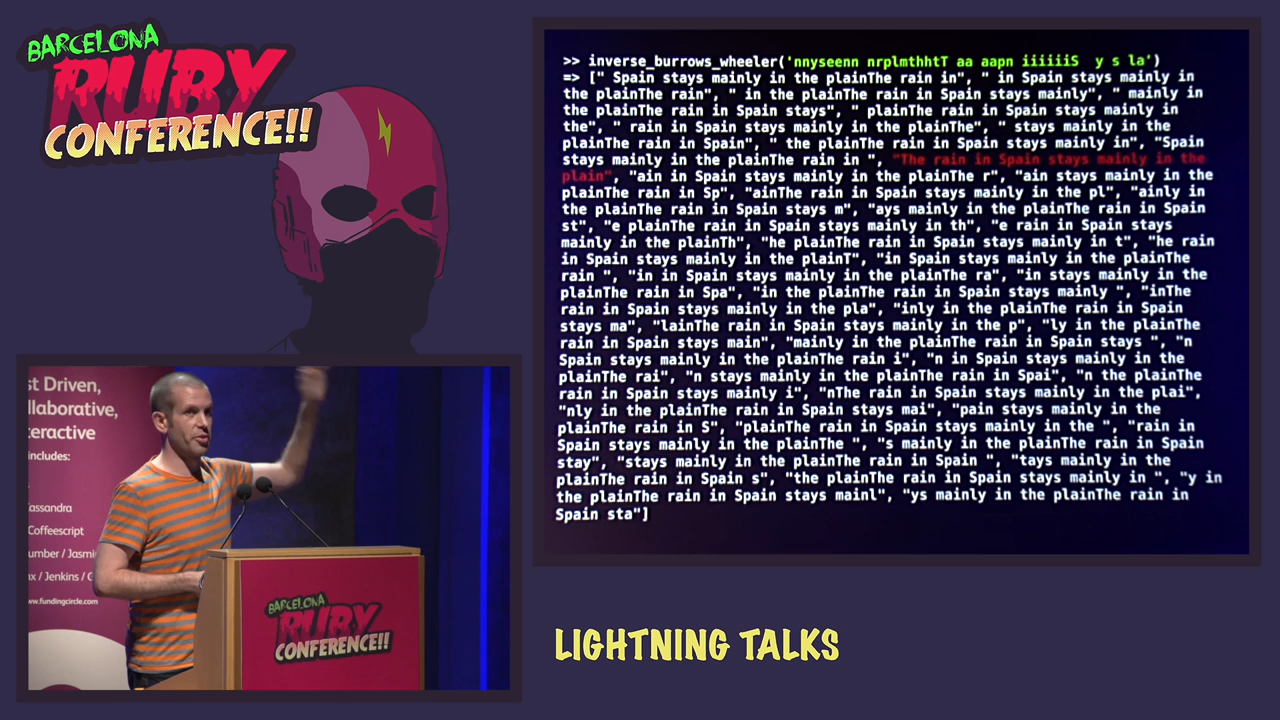 BARCELONA
RUBY
CONFERENCE!!
>> inverse_burrows_wheeler('nnyseenn nrplmthhtT aa aapn iiiiiiS  y s la')
=> [" Spain stays mainly in the plainThe rain in", " in Spain stays mainly in
the plainThe rain", " in the plainThe rain in Spain stays mainly", " mainly in
the plainThe rain in Spain stays", " plainThe rain in Spain stays mainly in
the", " rain in Spain stays mainly in the plainThe", " stays mainly in the
plainThe rain in Spain", " the plainThe rain in Spain stays mainly in", "Spain
stays mainly in the plainThe rain in ", "The rain in Spain stays mainly in the
plain", "ain in Spain stays mainly in the plainThe r", "ain stays mainly in the
plainThe rain in Sp", "ainThe rain in Spain stays mainly in the pl", "ainly in
the plainThe rain in Spain stays m", "ays mainly in the plainThe rain in Spain
st", "e plainThe rain in Spain stays mainly in th", "e rain in Spain stays
mainly in the plainTh", "he plainThe rain in Spain stays mainly in t", "he rain
in Spain stays mainly in the plainT", "in Spain stays mainly in the plainThe
rain ", "in in Spain stays mainly in the plainThe ra", "in stays mainly in the
plainThe rain in Spa", "in the plainThe rain in Spain stays mainly ", "inThe
rain in Spain stays mainly in the pla", "inly in the plainThe rain in Spain
stays ma", "lainThe rain in Spain stays mainly in the p", "ly in the plainThe
rain in Spain stays main", "mainly in the plainThe rain in Spain stays ", "n
Spain stays mainly in the plainThe rain i", "n in Spain stays mainly in the
plainThe rai", "n stays mainly in the plainThe rain in Spai", "n the plainThe
rain in Spain stays mainly i", "nThe rain in Spain stays mainly in the plai",
"nly in the plainThe rain in Spain stays mai", "pain stays mainly in the
plainThe rain in S", "plainThe rain in Spain stays mainly in the ", "rain in
Spain stays mainly in the plainThe ", "s mainly in the plainThe rain in Spain
stay", "stays mainly in the plainThe rain in Spain ", "tays mainly in the
plainThe rain in Spain s", "the plainThe rain in Spain stays mainly in ", "y in
the plainThe rain in Spain stays mainl", "ys mainly in the plainThe rain in
Spain sta"]
st Driven,
llaborative,
teractive
includes:
assandra
Coffeescript
umber / Jasmi
ax / Jenkins /
www.fundingcircle.com
BARCELONA
RUBY
CONFERENCE!!
LIGHTNING TALKS